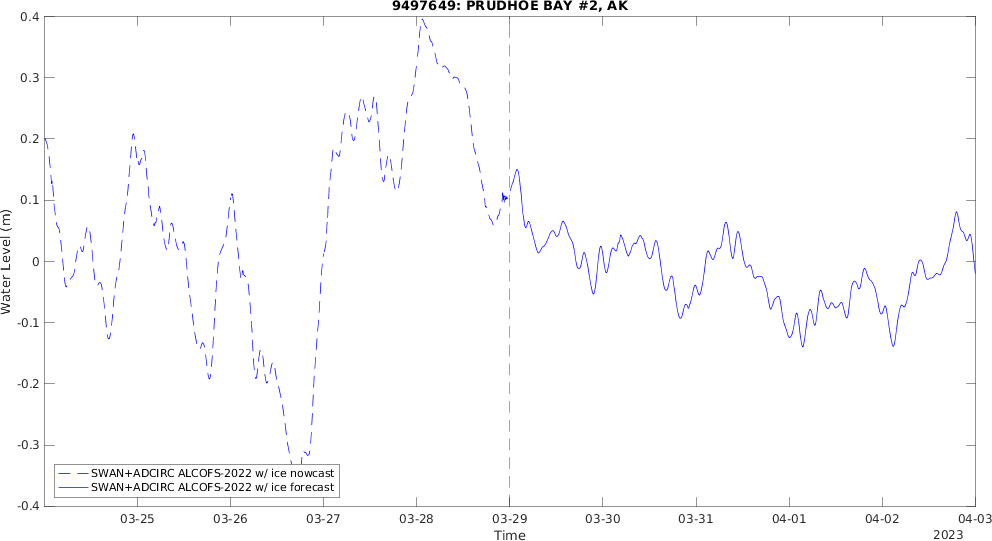 9497649: PRUDHOE BAY #2, AK
Water Level (m)
0.4
0.3
0.2
0.1
0
-0.1
-0.2
-0.3
-0.4
SWAN+ADCIRC ALCOFS-2022 w/ ice nowcast
SWAN+ADCIRC ALCOFS-2022 w/ ice forecast
03-25 03-26 03-27 03-28 03-29 03-30 03-31 04-01 04-02 04-03
Time
2023